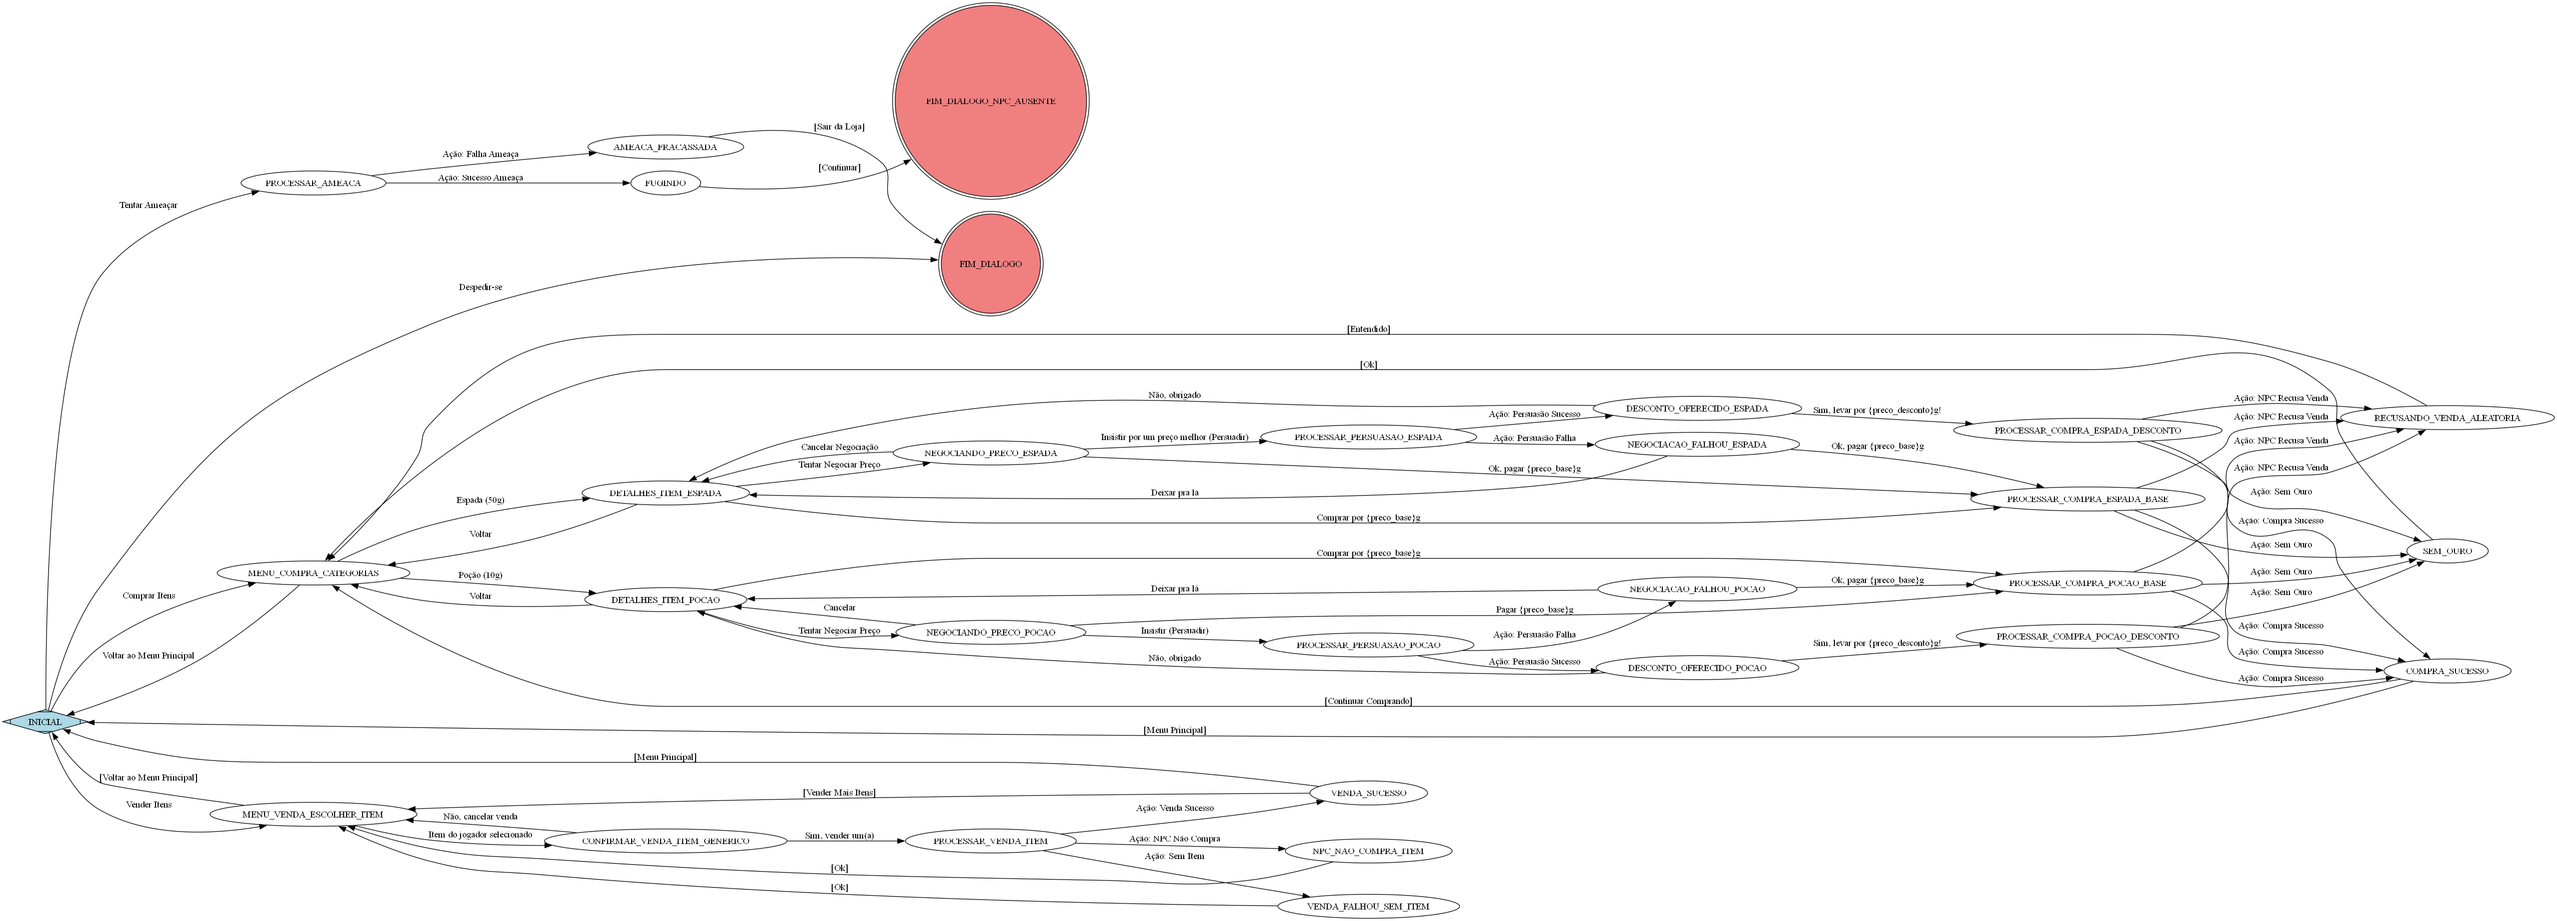 FIM_DIALOGO_NPC_AUSENTE
[Sair da Loja]
AMEACA_FRACASSADA
Ação: Falha Ameaça
[Continuar]
PROCESSAR_AMEACA
Ação: Sucesso Ameaça
FUGINDO
Tentar Ameaçar
FIM_DIALOGO
Despedir-se
[Entendido]
[Ok]
Não, obrigado
DESCONTO_OFERECIDO_ESPADA
Sim, levar por {preco_desconto}g!
Ação: NPC Recusa Venda
RECUSANDO_VENDA_ALEATORIA
Ação: Persuasão Sucesso
Ação: NPC Recusa Venda
PROCESSAR_COMPRA_ESPADA_DESCONTO
Insistir por um preço melhor (Persuadir)
PROCESSAR_PERSUASAO_ESPADA
Ação: Persuasão Falha
NEGOCIACAO_FALHOU_ESPADA
Ok, pagar {preco_base}g
Ação: NPC Recusa Venda
Cancelar Negociação
NEGOCIANDO_PRECO_ESPADA
Tentar Negociar Preço
Ok, pagar {preco_base}g
Ação: NPC Recusa Venda
DETALHES_ITEM_ESPADA
Deixar pra lá
Ação: Sem Ouro
Espada (50g)
PROCESSAR_COMPRA_ESPADA_BASE
Comprar por {preco_base}g
Ação: Compra Sucesso
Voltar
Ação: Sem Ouro
SEM_OURO
Comprar por {preco_base}g
MENU_COMPRA_CATEGORIAS
Poção (10g)
Ação: Sem Ouro
Ok, pagar {preco_base}g
PROCESSAR_COMPRA_POCAO_BASE
Deixar pra lá
NEGOCIACAO_FALHOU_POCAO
Comprar Itens
Voltar
DETALHES_ITEM_POCAO
Ação: Sem Ouro
Cancelar
Pagar {preco_base}g
Ação: Compra Sucesso
Tentar Negociar Preço
NEGOCIANDO_PRECO_POCAO
Insistir (Persuadir)
Ação: Persuasão Falha
PROCESSAR_COMPRA_POCAO_DESCONTO
PROCESSAR_PERSUASAO_POCAO
Sim, levar por {preco_desconto}g!
Ação: Compra Sucesso
Voltar ao Menu Principal
Não, obrigado
Ação: Persuasão Sucesso
DESCONTO_OFERECIDO_POCAO
COMPRA_SUCESSO
Ação: Compra Sucesso
[Continuar Comprando]
INICIAL
[Menu Principal]
[Menu Principal]
[Voltar ao Menu Principal]
[Vender Mais Itens]
VENDA_SUCESSO
Vender Itens
Ação: Venda Sucesso
MENU_VENDA_ESCOLHER_ITEM
Não, cancelar venda
Item do jogador selecionado
Sim, vender um(a)
CONFIRMAR_VENDA_ITEM_GENERICO
PROCESSAR_VENDA_ITEM
Ação: NPC Não Compra
NPC_NAO_COMPRA_ITEM
Ação: Sem Item
[Ok]
[Ok]
VENDA_FALHOU_SEM_ITEM